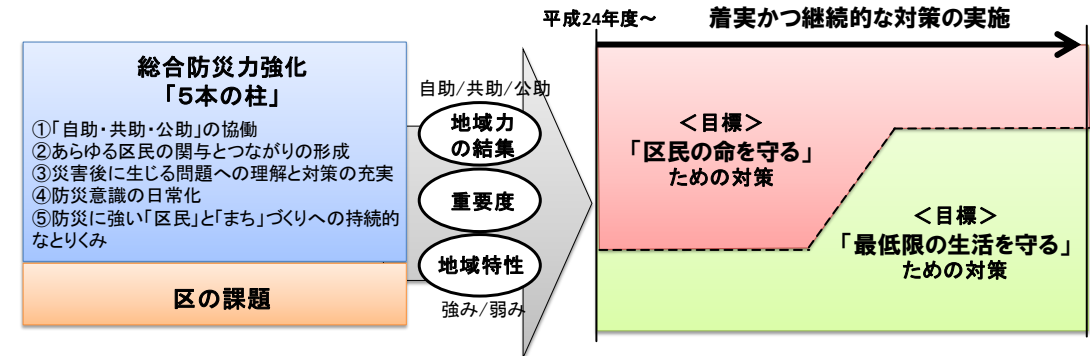 平成24年度～
着実かつ継続的な対策の実施
総合防災力強化
「5本の柱」
①「自助・共助・公助」の協働
②あらゆる区民の関与とつながりの形成
③災害後に生じる問題への理解と対策の充実
④防災意識の日常化
⑤防災に強い「区民」と「まち」づくりへの持続的
なとりくみ
区の課題
自助/共助/公助
地域力
の結集
重要度
地域特性
強み/弱み
＜目標＞
「区民の命を守る」
ための対策
＜目標＞
「最低限の生活を守る」
ための対策